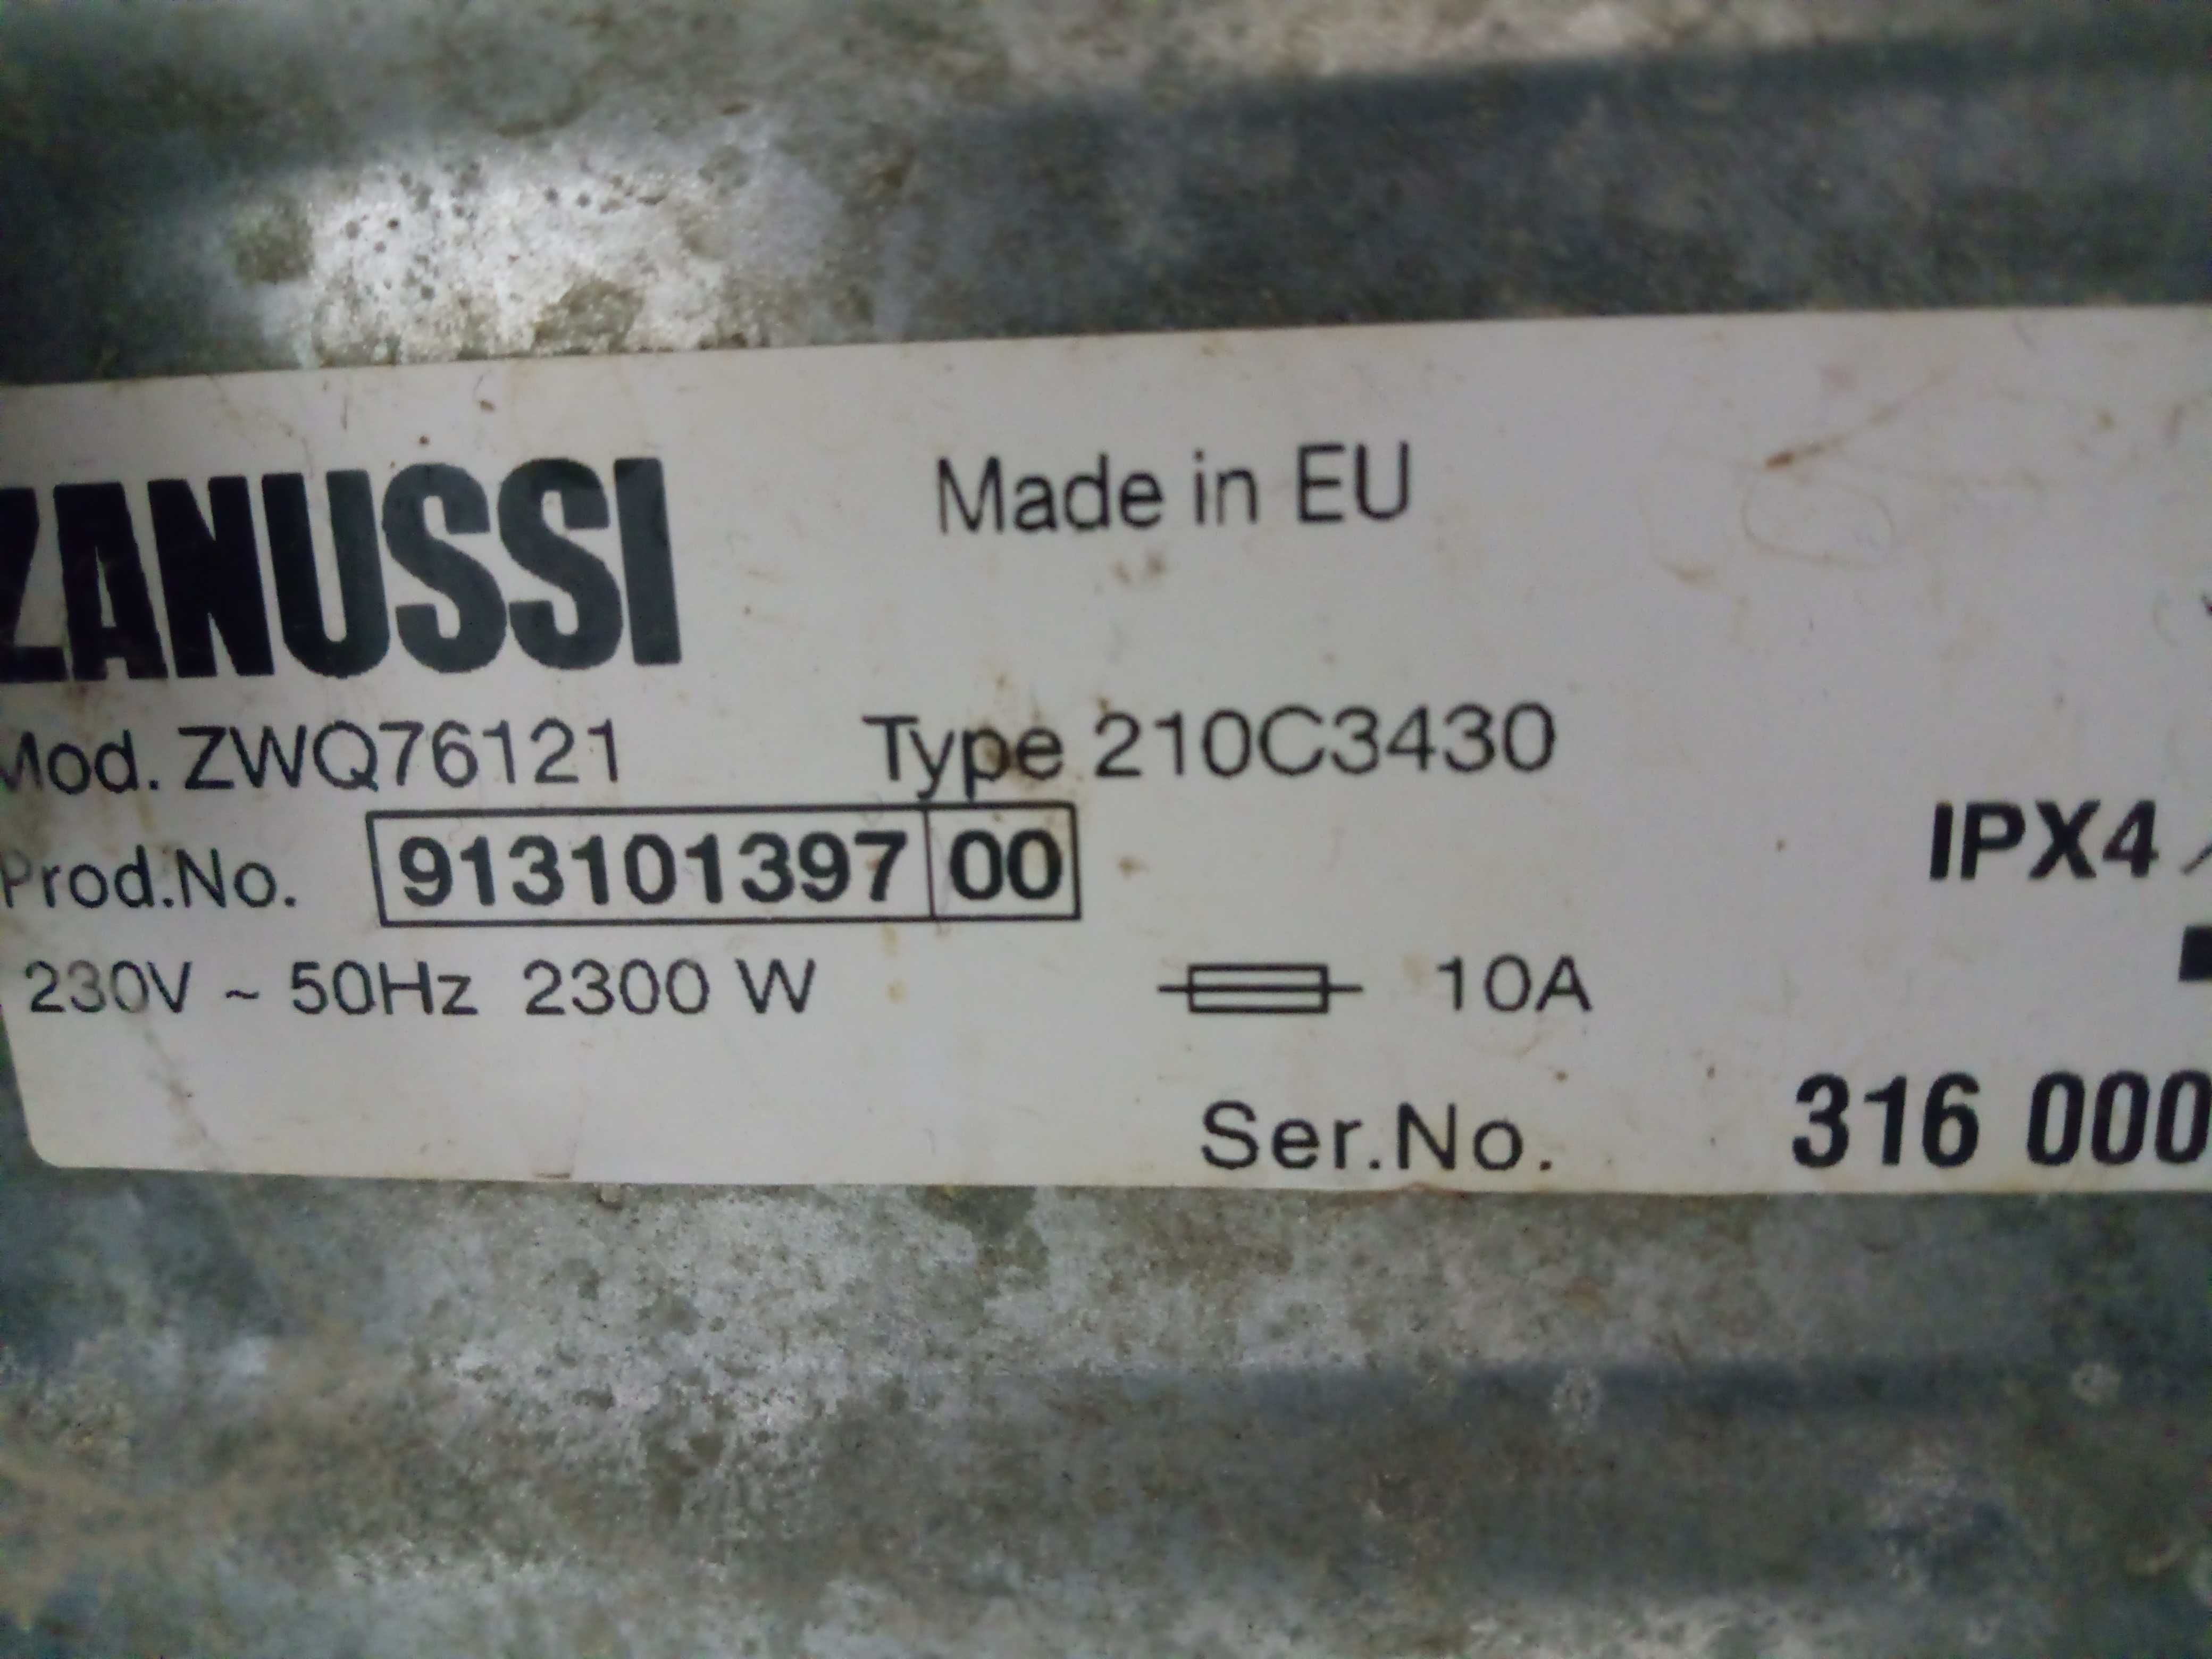 ZANUSSI
Made in EU
Mod. ZWQ76121 Type 210C3430
IPX4
Prod.No. 913101397 00
230V ~ 50Hz 2300 W 10A
Ser.No. 316 000